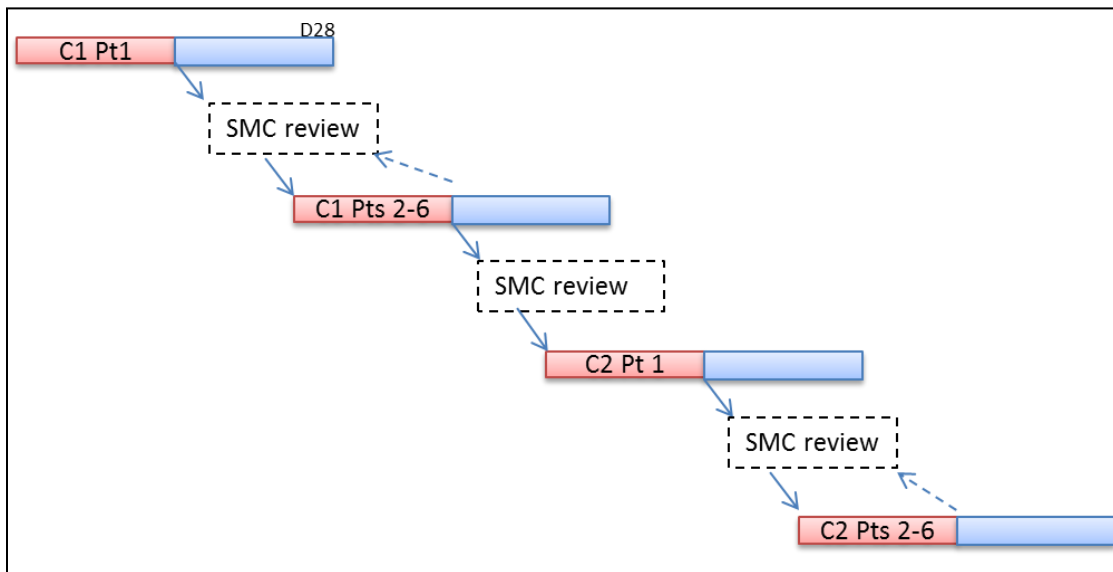 D28
C1 Pt1
SMC review
C1 Pts 2-6
SMC review
C2 Pt 1
SMC review
C2 Pts 2-6